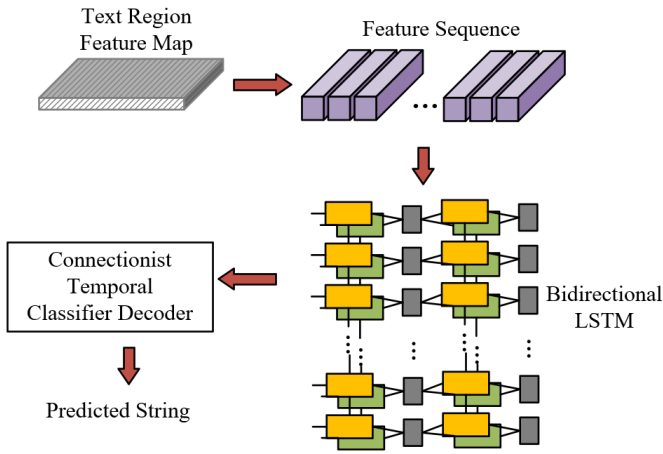 Text Region
Feature Map
Feature Sequence
Bidirectional
LSTM
Connectionist
Temporal
Classifier Decoder
Predicted String